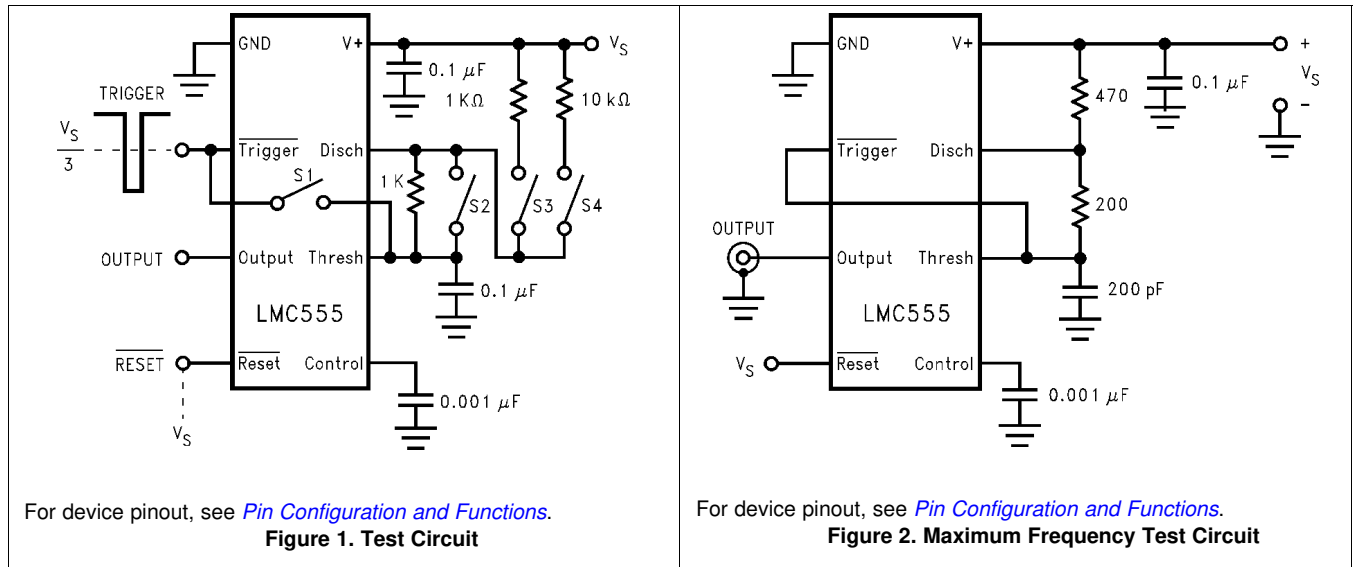 GND V+ V_S
0.1 μF
1 KΩ 10 kΩ
TRIGGER
V_S
3
Trigger Disch
S1
1 K S2 S3 S4
OUTPUT Output Thresh
0.1 μF
LMC555
RESET Reset Control
0.001 μF
V_S
For device pinout, see Pin Configuration and Functions.
Figure 1. Test Circuit
GND V+ +
V_S
-
470 0.1 μF
Trigger Disch
200
OUTPUT
Output Thresh
200 pF
LMC555
V_S Reset Control
0.001 μF
For device pinout, see Pin Configuration and Functions.
Figure 2. Maximum Frequency Test Circuit